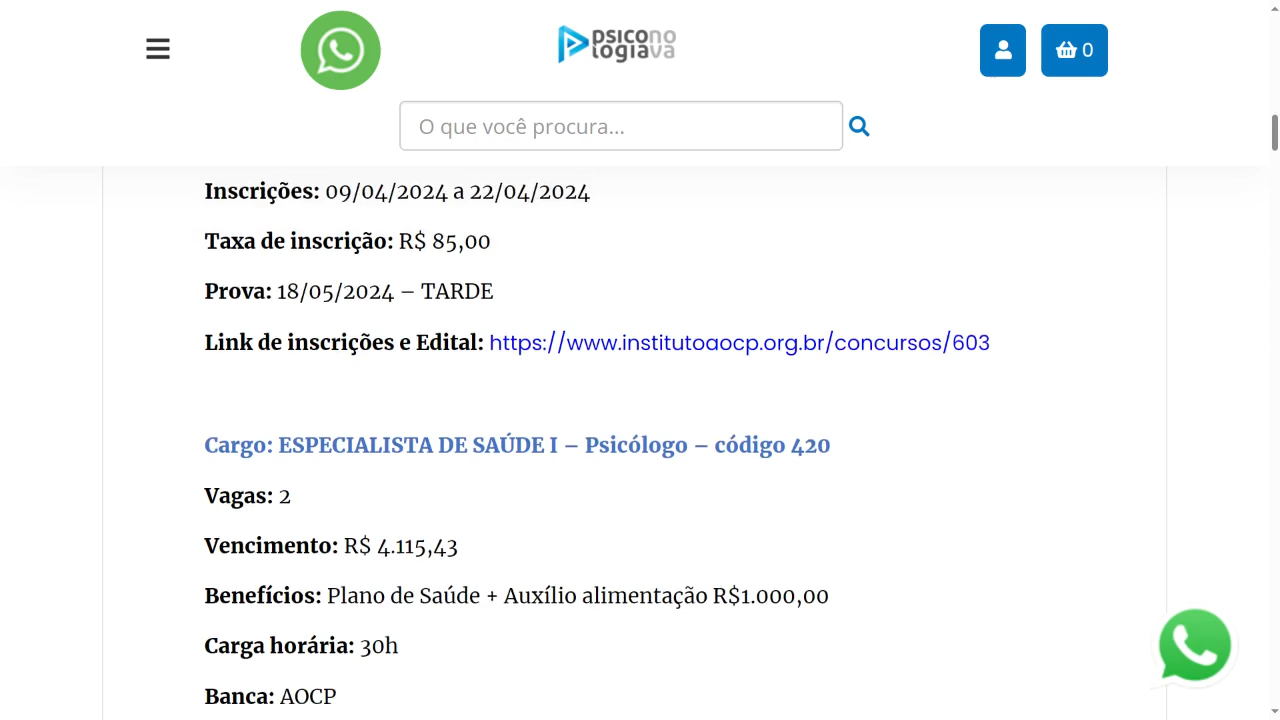 psicono
logiava
0
O que você procura...
Inscrições: 09/04/2024 a 22/04/2024
Taxa de inscrição: R$ 85,00
Prova: 18/05/2024 – TARDE
Link de inscrições e Edital: https://www.institutoaocp.org.br/concursos/603
Cargo: ESPECIALISTA DE SAÚDE I – Psicólogo – código 420
Vagas: 2
Vencimento: R$ 4.115,43
Benefícios: Plano de Saúde + Auxílio alimentação R$1.000,00
Carga horária: 30h
Banca: AOCP